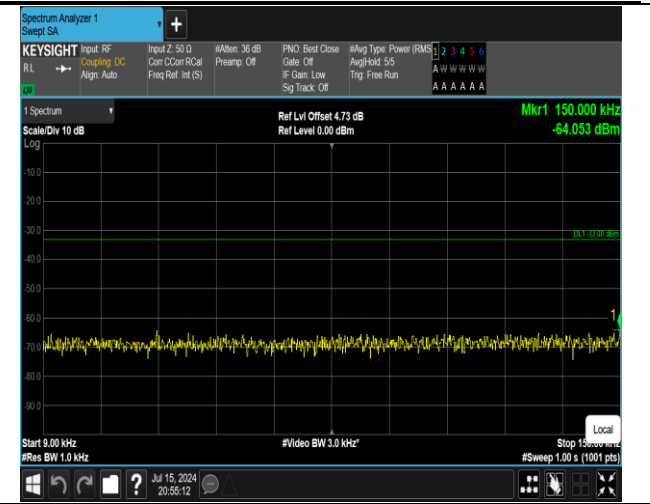 Spectrum Analyzer 1
Swept SA
+
KEYSIGHT Input: RF Input Z: 50 Ω #Atten: 36 dB PNO: Best Close #Avg Type: Power (RMS 1 2 3 4 5 6
RL Coupling: DC Corr CCorr RCal Preamp: Off Gate: Off Avg|Hold: 5/5 A W W W W W
Align: Auto Freq Ref: Int (S) IF Gain: Low Trig: Free Run
Sig Track: Off A A A A A A
1 Spectrum Ref Lvl Offset 4.73 dB Mkr1 150.000 kHz
Scale/Div 10 dB Ref Level 0.00 dBm -64.053 dBm
Log
-10.0
-20.0
-30.0
DL1 -33.00 dBm
-40.0
-50.0
-60.0
1
-70.0
-80.0
-90.0
Local
Start 9.00 kHz #Video BW 3.0 kHz* Stop 150.00 kHz
#Res BW 1.0 kHz #Sweep 1.00 s (1001 pts)
? Jul 15, 2024
20:55:12